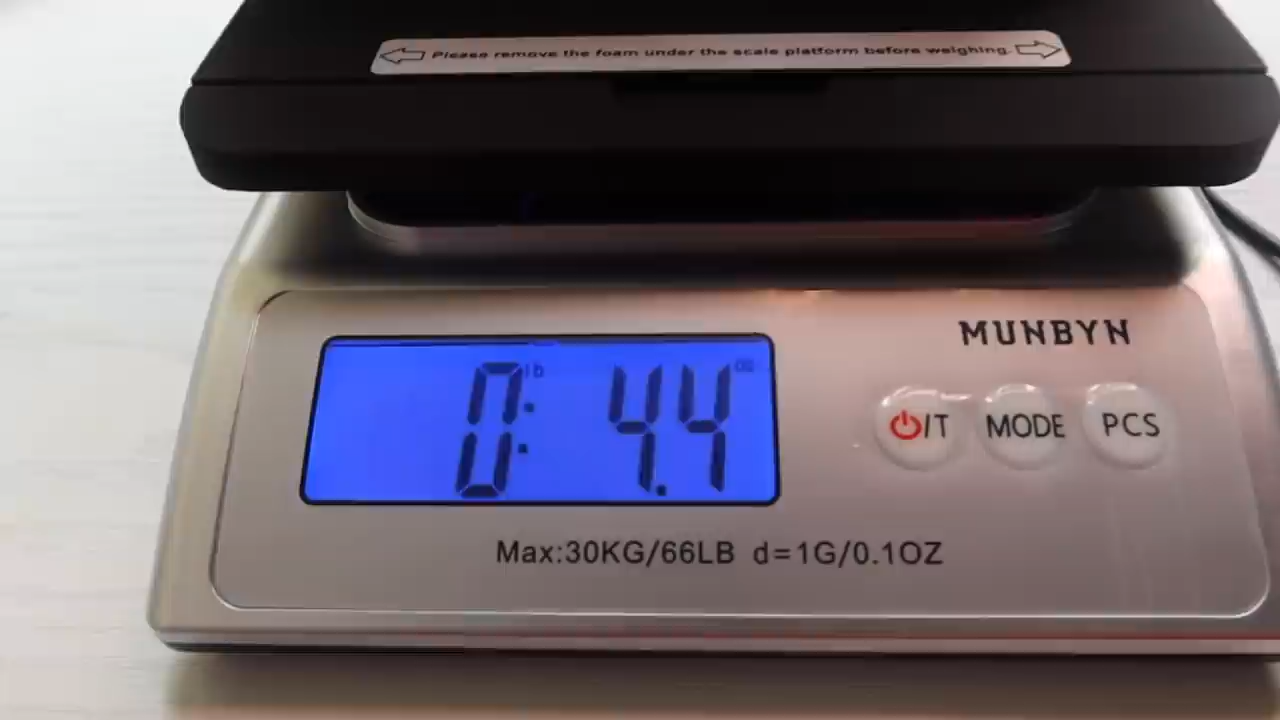 Please remove the foam under the scale platform before weighing.
MUNBYN
0:lb 4.4 oz
⏻/T MODE PCS
Max:30KG/66LB d=1G/0.1OZ